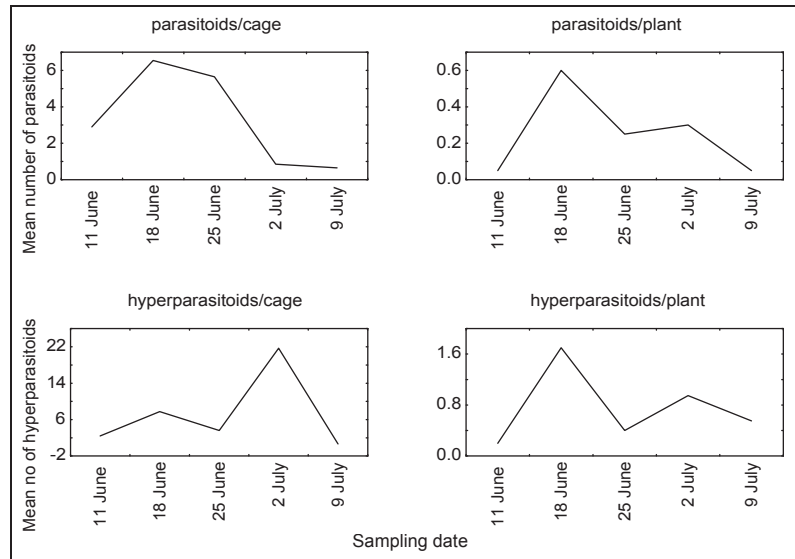 parasitoids/cage
Mean number of parasitoids
6
4
2
0
11 June
18 June
25 June
2 July
9 July
parasitoids/plant
0.6
0.4
0.2
0.0
11 June
18 June
25 June
2 July
9 July
hyperparasitoids/cage
Mean no of hyperparasitoids
22
14
6
-2
11 June
18 June
25 June
2 July
9 July
hyperparasitoids/plant
1.6
0.8
0.0
11 June
18 June
25 June
2 July
9 July
Sampling date